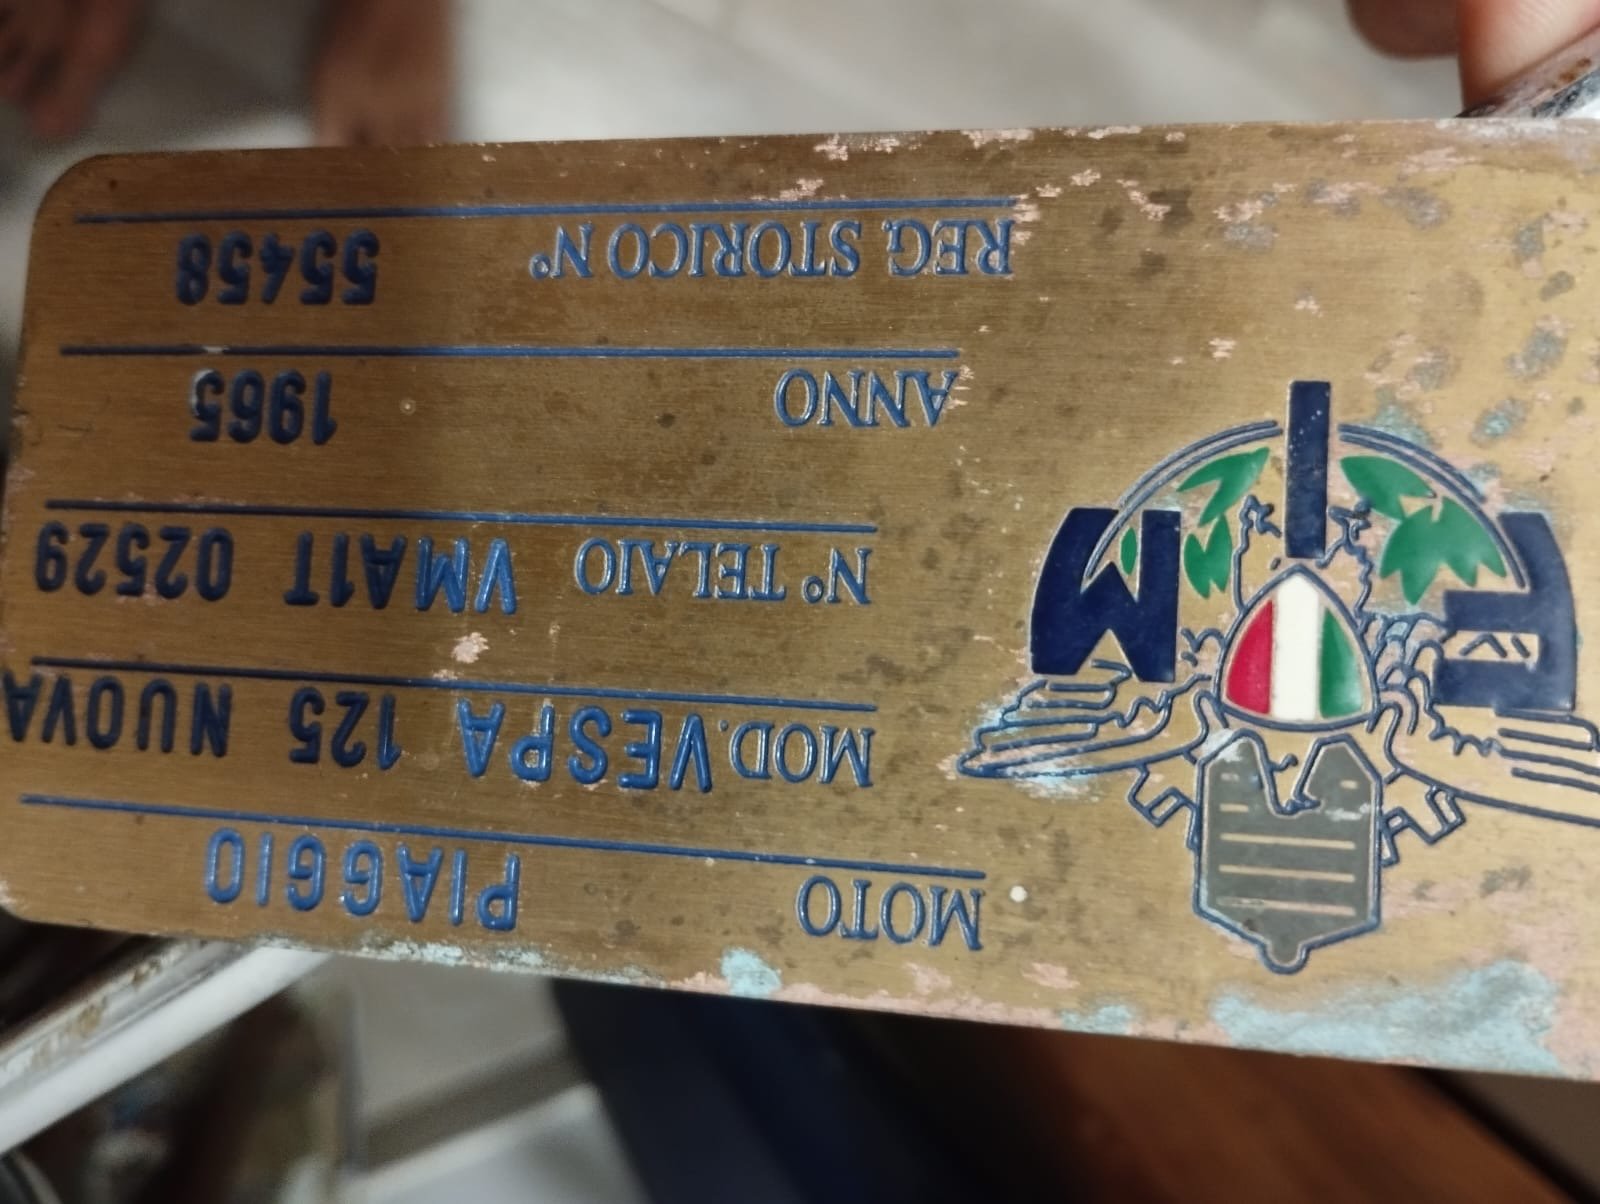 FMI
MOTO PIAGGIO
MOD. VESPA 125 NUOVA
N° TELAIO VMA1T 02529
ANNO 1965
REG. STORICO N° 55458